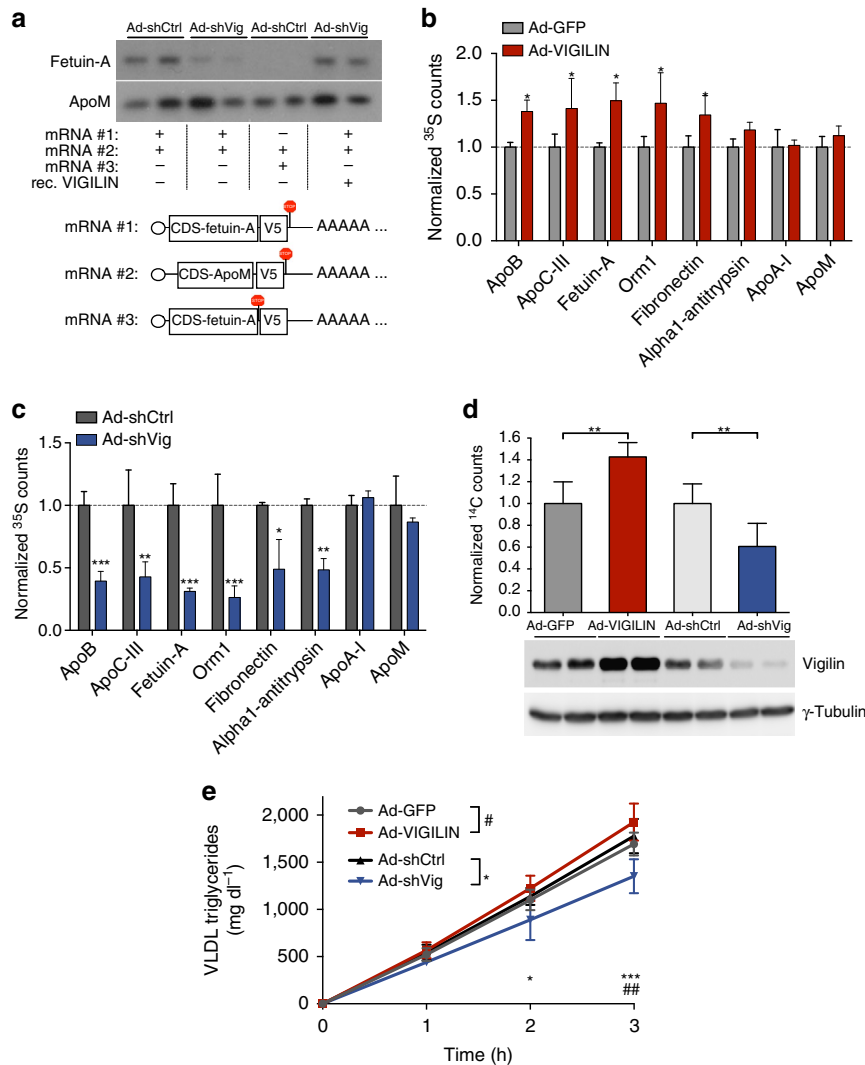 a
Ad-shCtrl Ad-shVig Ad-shCtrl Ad-shVig
Fetuin-A
ApoM
mRNA #1: + + – +
mRNA #2: + + + +
mRNA #3: – – + –
rec. VIGILIN – – – +
mRNA #1: CDS-fetuin-A V5 STOP AAAAA ...
mRNA #2: CDS-ApoM V5 STOP AAAAA ...
mRNA #3: CDS-fetuin-A STOP V5 AAAAA ...
b
Ad-GFP
Ad-VIGILIN
Normalized ³⁵S counts
2.0
1.5
1.0
0.5
0.0
* * * * *
ApoB ApoC-III Fetuin-A Orm1 Fibronectin Alpha1-antitrypsin ApoA-I ApoM
c
Ad-shCtrl
Ad-shVig
Normalized ³⁵S counts
1.5
1.0
0.5
0.0
*** ** *** *** * **
ApoB ApoC-III Fetuin-A Orm1 Fibronectin Alpha1-antitrypsin ApoA-I ApoM
d
Normalized ¹⁴C counts
1.6
1.4
1.2
1.0
0.8
0.6
0.4
0.2
0.0
** **
Ad-GFP Ad-VIGILIN Ad-shCtrl Ad-shVig
Vigilin
γ-Tubulin
e
VLDL triglycerides
(mg dl⁻¹)
2,000
1,500
1,000
500
0
Ad-GFP
Ad-VIGILIN
#
Ad-shCtrl
Ad-shVig
*
* ***
##
0 1 2 3
Time (h)